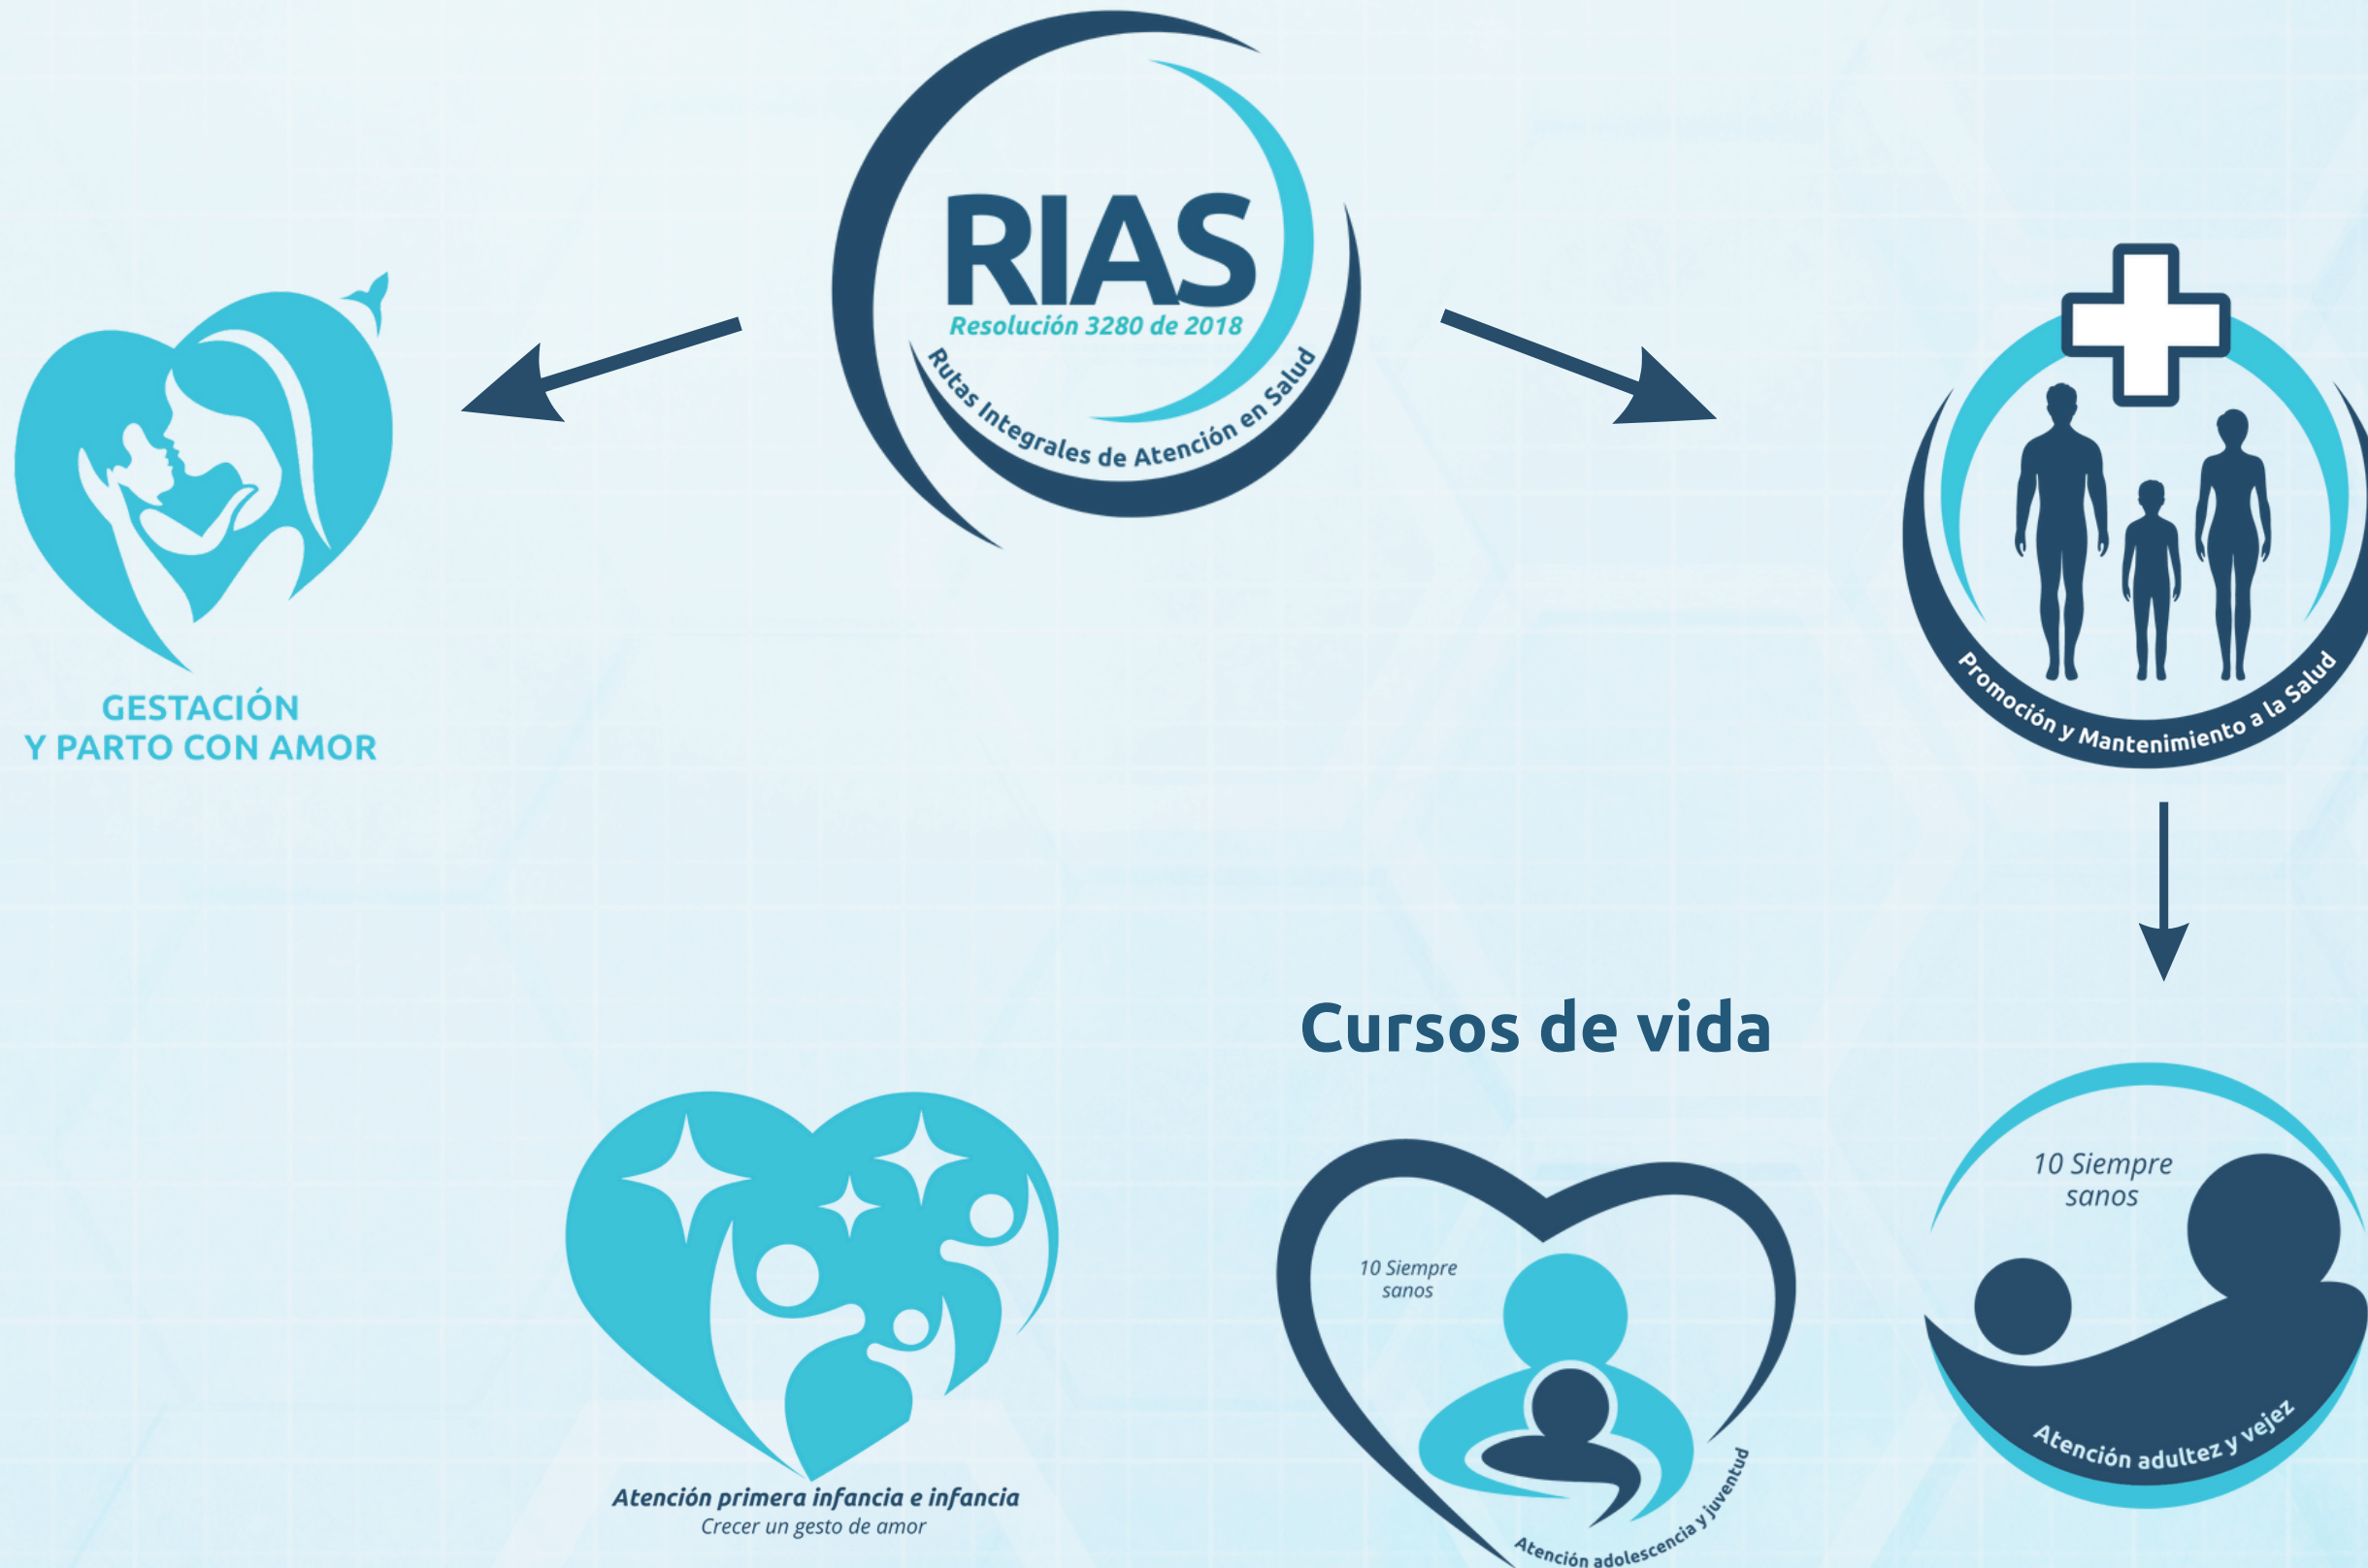 RIAS
Resolución 3280 de 2018
Rutas Integrales de Atención en Salud
GESTACIÓN
Y PARTO CON AMOR
Promoción y Mantenimiento a la Salud
Cursos de vida
Atención primera infancia e infancia
Crecer un gesto de amor
10 Siempre
sanos
Atención adolescencia y juventud
10 Siempre
sanos
Atención adultez y vejez